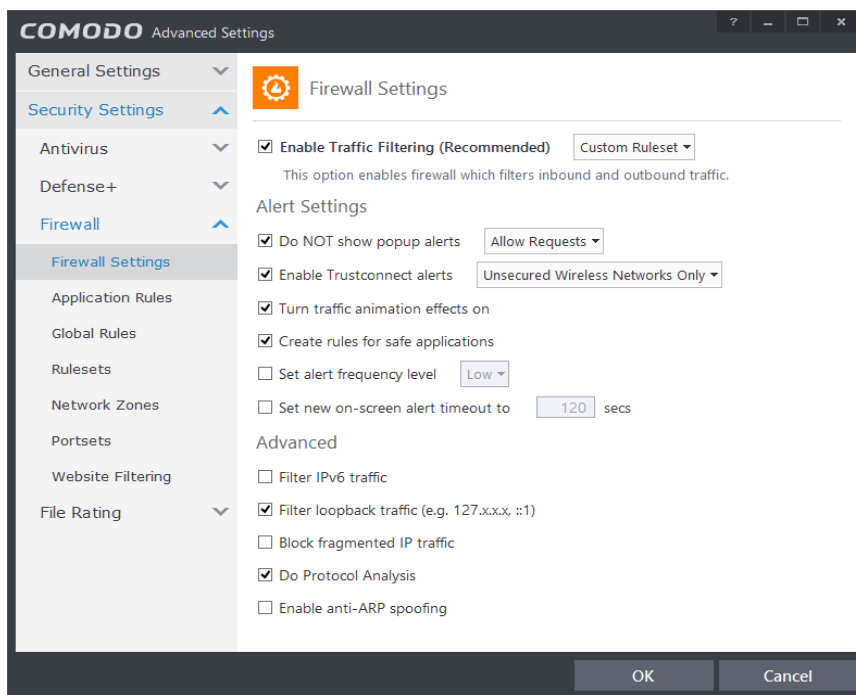 COMODO Advanced Settings ?
General Settings
Security Settings
Antivirus
Defense+
Firewall
Firewall Settings
Application Rules
Global Rules
Rulesets
Network Zones
Portsets
Website Filtering
File Rating
Firewall Settings
Enable Traffic Filtering (Recommended) Custom Ruleset
This option enables firewall which filters inbound and outbound traffic.
Alert Settings
Do NOT show popup alerts Allow Requests
Enable Trustconnect alerts Unsecured Wireless Networks Only
Turn traffic animation effects on
Create rules for safe applications
Set alert frequency level Low
Set new on-screen alert timeout to 120 secs
Advanced
Filter IPv6 traffic
Filter loopback traffic (e.g. 127.x.x.x, ::1)
Block fragmented IP traffic
Do Protocol Analysis
Enable anti-ARP spoofing
OK Cancel